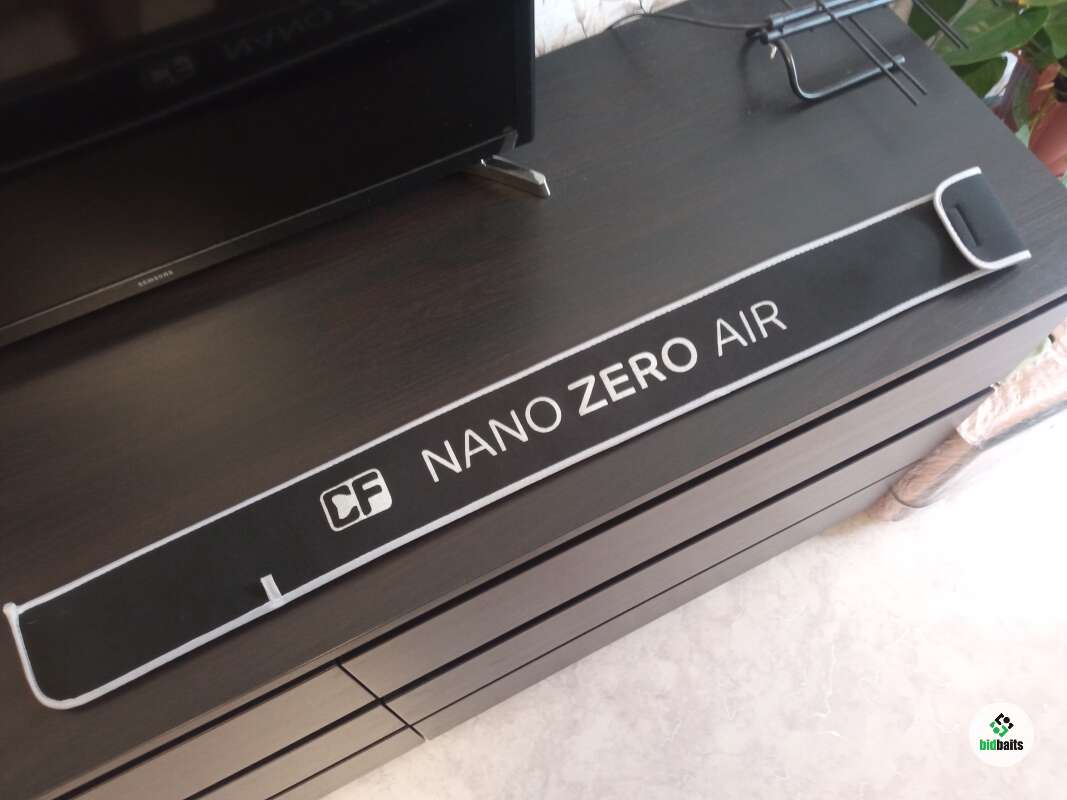 SAMSUNG
CF NANO ZERO AIR
bidbaits